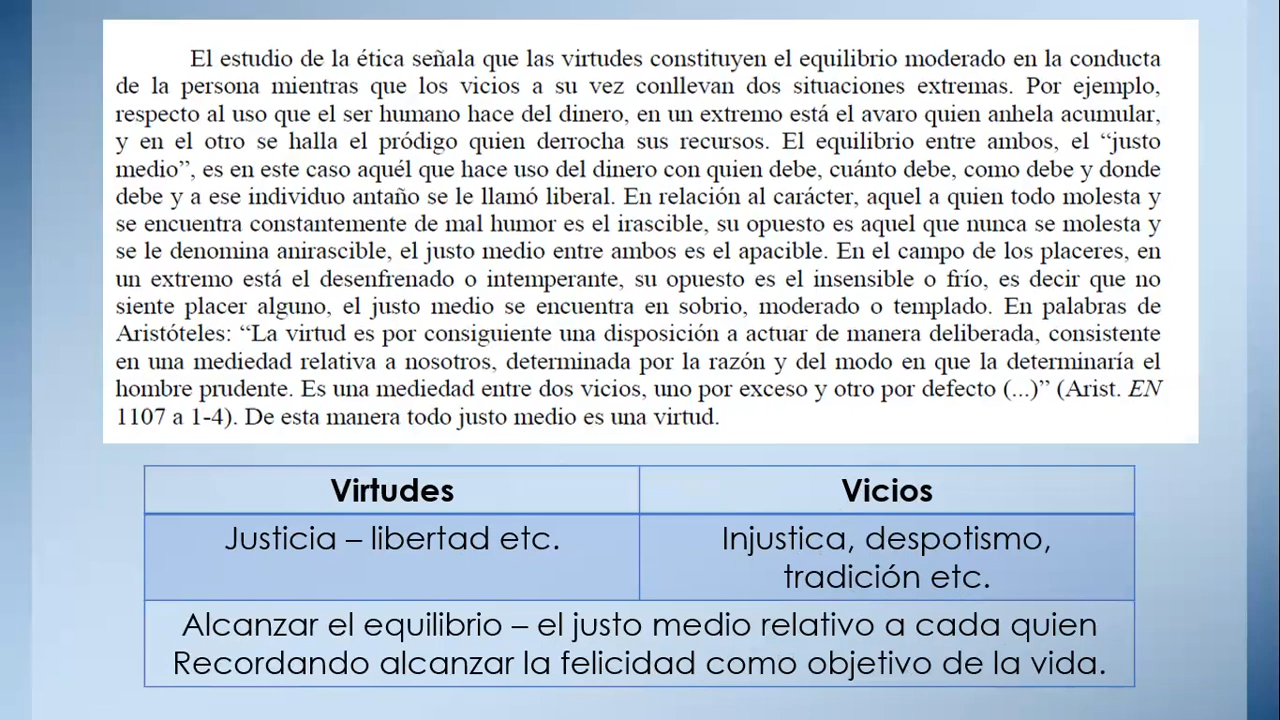 El estudio de la ética señala que las virtudes constituyen el equilibrio moderado en la conducta
de la persona mientras que los vicios a su vez conllevan dos situaciones extremas. Por ejemplo,
respecto al uso que el ser humano hace del dinero, en un extremo está el avaro quien anhela acumular,
y en el otro se halla el pródigo quien derrocha sus recursos. El equilibrio entre ambos, el “justo
medio”, es en este caso aquél que hace uso del dinero con quien debe, cuánto debe, como debe y donde
debe y a ese individuo antaño se le llamó liberal. En relación al carácter, aquel a quien todo molesta y
se encuentra constantemente de mal humor es el irascible, su opuesto es aquel que nunca se molesta y
se le denomina anirascible, el justo medio entre ambos es el apacible. En el campo de los placeres, en
un extremo está el desenfrenado o intemperante, su opuesto es el insensible o frío, es decir que no
siente placer alguno, el justo medio se encuentra en sobrio, moderado o templado. En palabras de
Aristóteles: “La virtud es por consiguiente una disposición a actuar de manera deliberada, consistente
en una mediedad relativa a nosotros, determinada por la razón y del modo en que la determinaría el
hombre prudente. Es una mediedad entre dos vicios, uno por exceso y otro por defecto (...)” (Arist. EN
1107 a 1-4). De esta manera todo justo medio es una virtud.
Virtudes
Vicios
Justicia – libertad etc.
Injustica, despotismo,
tradición etc.
Alcanzar el equilibrio – el justo medio relativo a cada quien
Recordando alcanzar la felicidad como objetivo de la vida.